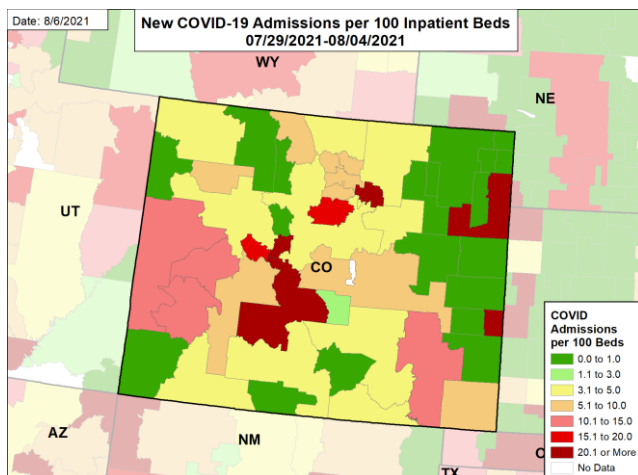 Date: 8/6/2021
New COVID-19 Admissions per 100 Inpatient Beds
07/29/2021-08/04/2021
WY
NE
UT
CO
COVID
Admissions
per 100 Beds
0.0 to 1.0
1.1 to 3.0
3.1 to 5.0
5.1 to 10.0
10.1 to 15.0
15.1 to 20.0
20.1 or More
No Data
AZ
NM
TX